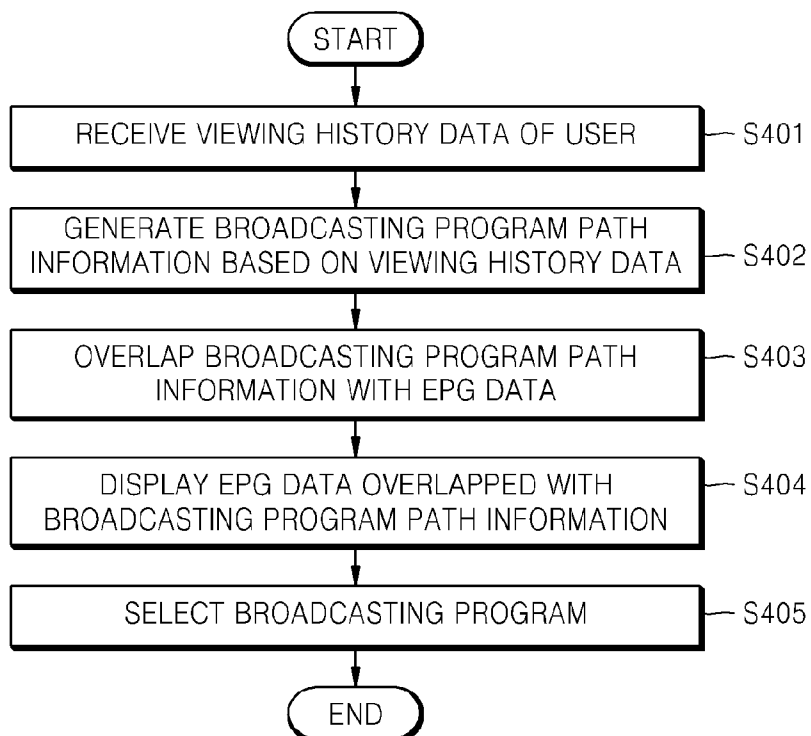 START
RECEIVE VIEWING HISTORY DATA OF USER
S401
GENERATE BROADCASTING PROGRAM PATH
INFORMATION BASED ON VIEWING HISTORY DATA
S402
OVERLAP BROADCASTING PROGRAM PATH
INFORMATION WITH EPG DATA
S403
DISPLAY EPG DATA OVERLAPPED WITH
BROADCASTING PROGRAM PATH INFORMATION
S404
SELECT BROADCASTING PROGRAM
S405
END